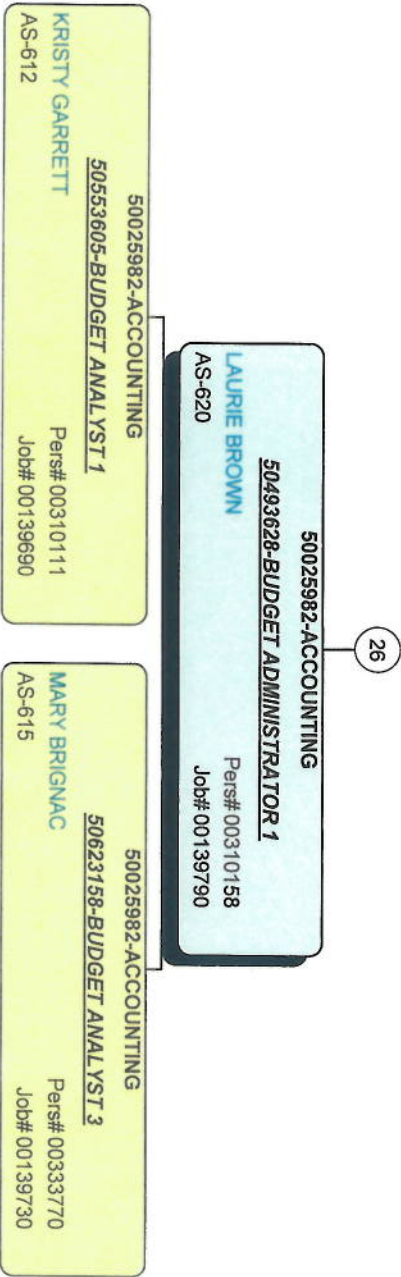 26
50025982-ACCOUNTING
50493628-BUDGET ADMINISTRATOR 1
LAURIE BROWN Pers# 00310158
AS-620 Job# 00139790
50025982-ACCOUNTING
50553605-BUDGET ANALYST 1
KRISTY GARRETT Pers# 00310111
AS-612 Job# 00139690
50025982-ACCOUNTING
50623158-BUDGET ANALYST 3
MARY BRIGNAC Pers# 00333770
AS-615 Job# 00139730